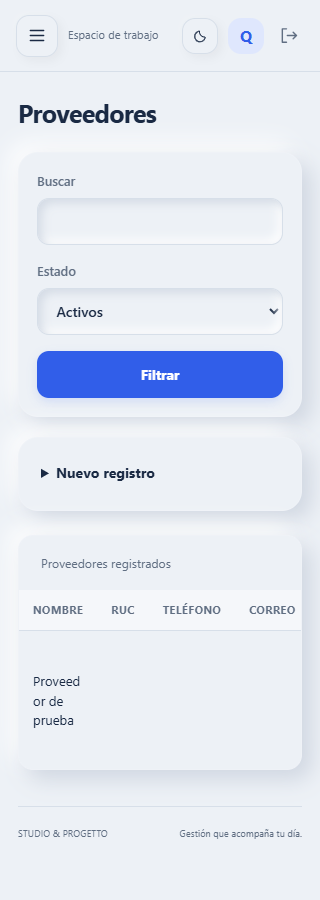 Espacio de trabajo
Q
Proveedores
Buscar
Estado
Activos
Filtrar
Nuevo registro
Proveedores registrados
NOMBRE RUC TELÉFONO CORREO
Proveed
or de
prueba
STUDIO & PROGETTO Gestión que acompaña tu día.